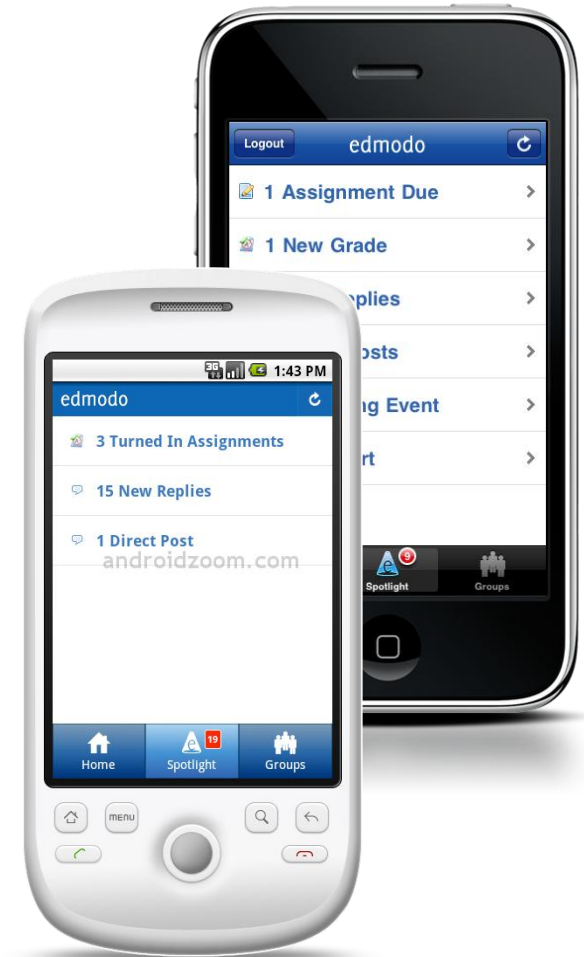 Logout edmodo
1 Assignment Due
1 New Grade
plies
osts
ng Event
rt
9
Spotlight
Groups
3G 1:43 PM
edmodo
3 Turned In Assignments
15 New Replies
1 Direct Post
androidzoom.com
19
Home Spotlight Groups
MENU